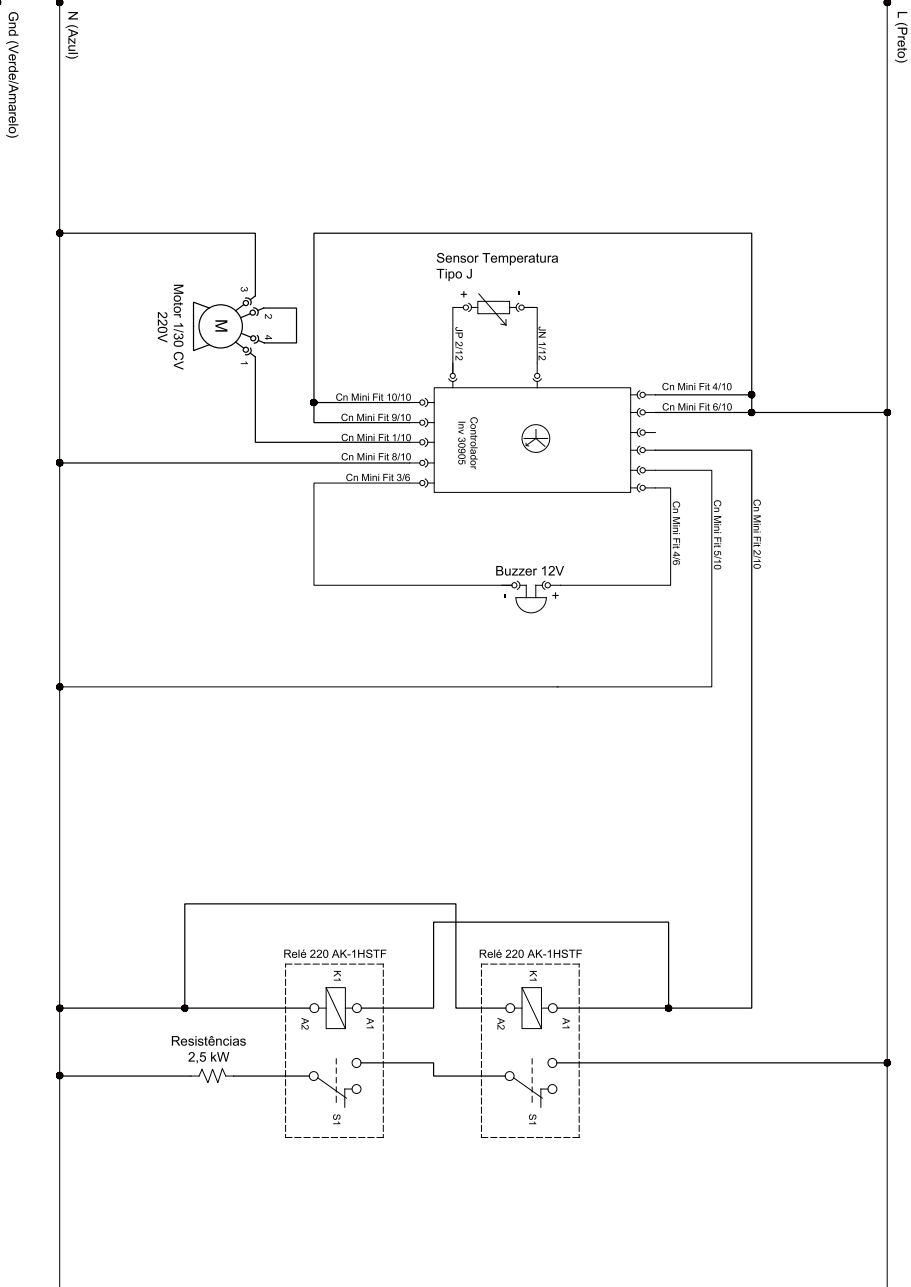 L (Preto)
N (Azul)
Gnd (Verde/Amarelo)
Sensor Temperatura
Tipo J
+
-
JP 2/12
JN 1/12
3
2
4
1
M
Motor 1/30 CV
220V
Cn Mini Fit 4/10
Cn Mini Fit 6/10
Cn Mini Fit 10/10
Cn Mini Fit 9/10
Cn Mini Fit 1/10
Cn Mini Fit 8/10
Cn Mini Fit 3/6
Controlador
Inv 30905
Cn Mini Fit 4/6
Cn Mini Fit 5/10
Cn Mini Fit 2/10
Buzzer 12V
-
+
Relé 220 AK-1HSTF
K1
A2
A1
S1
Relé 220 AK-1HSTF
K1
A2
A1
S1
Resistências
2,5 kW